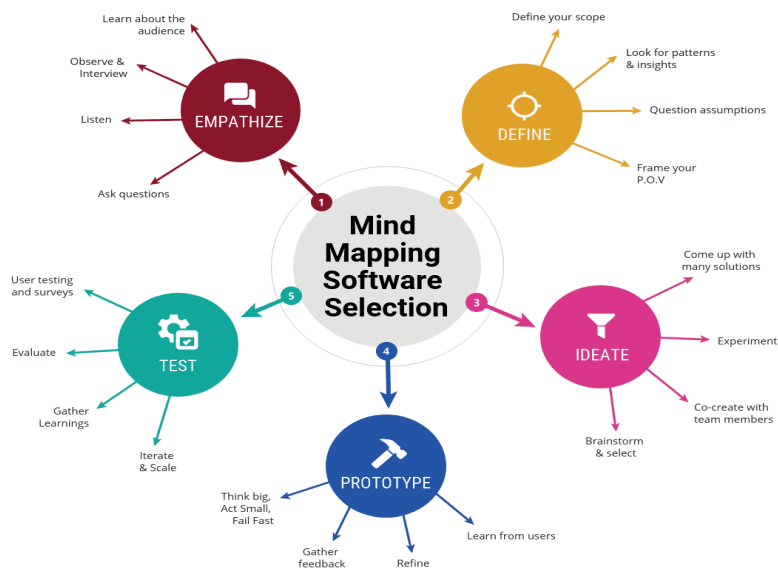 Mind
Mapping
Software
Selection
1
EMPATHIZE
Learn about the
audience
Observe &
Interview
Listen
Ask questions
2
DEFINE
Define your scope
Look for patterns
& insights
Question assumptions
Frame your
P.O.V
3
IDEATE
Come up with
many solutions
Experiment
Co-create with
team members
Brainstorm
& select
4
PROTOTYPE
Learn from users
Refine
Gather
feedback
Think big,
Act Small,
Fail Fast
5
TEST
User testing
and surveys
Evaluate
Gather
Learnings
Iterate
& Scale